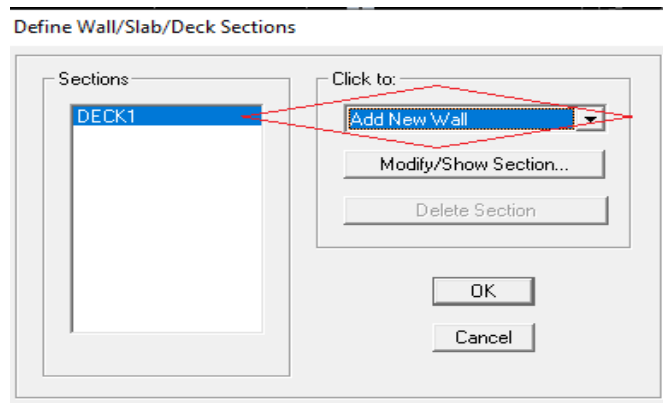 Define Wall/Slab/Deck Sections
Sections
DECK1
Click to:
Add New Wall
Modify/Show Section...
Delete Section
OK
Cancel